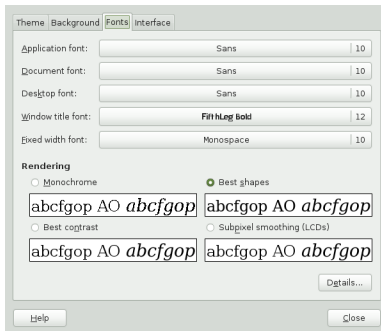 Theme Background Fonts Interface
Application font: Sans 10
Document font: Sans 10
Desktop font: Sans 10
Window title font: FifthLeg Bold 12
Fixed width font: Monospace 10
Rendering
Monochrome Best shapes
abcfgop AO abcfgop abcfgop AO abcfgop
Best contrast Subpixel smoothing (LCDs)
abcfgop AO abcfgop abcfgop AO abcfgop
Details...
Help Close